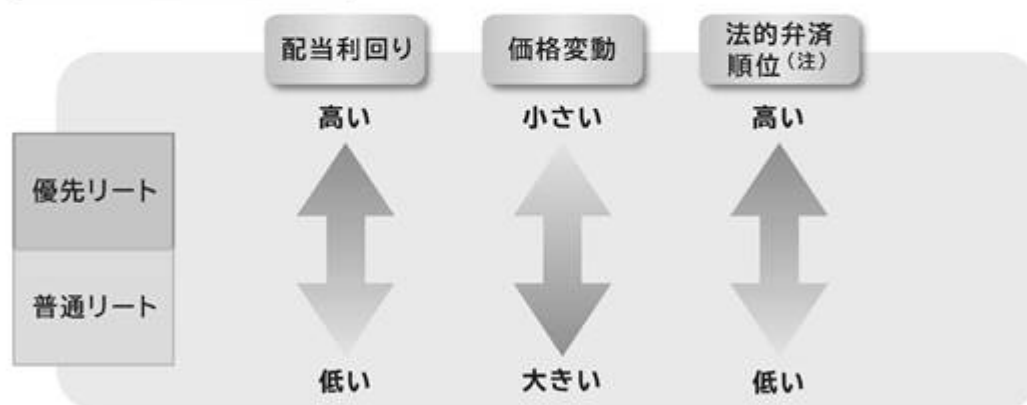 配当利回り
価格変動
法的弁済
順位(注)
高い
小さい
高い
優先リート
普通リート
低い
大きい
低い